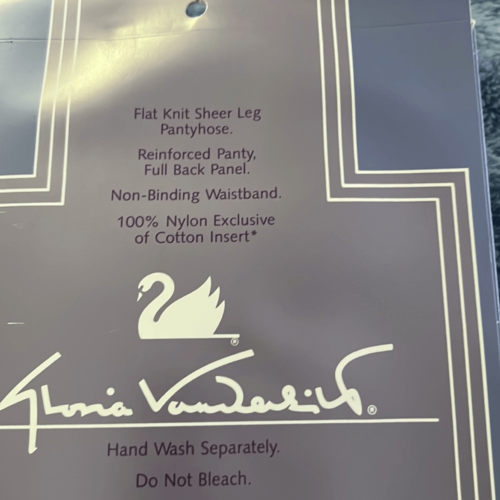 Flat Knit Sheer Leg
Pantyhose.
Reinforced Panty,
Full Back Panel.
Non-Binding Waistband.
100% Nylon Exclusive
of Cotton Insert*
®
Gloria Vanderbilt®
Hand Wash Separately.
Do Not Bleach.